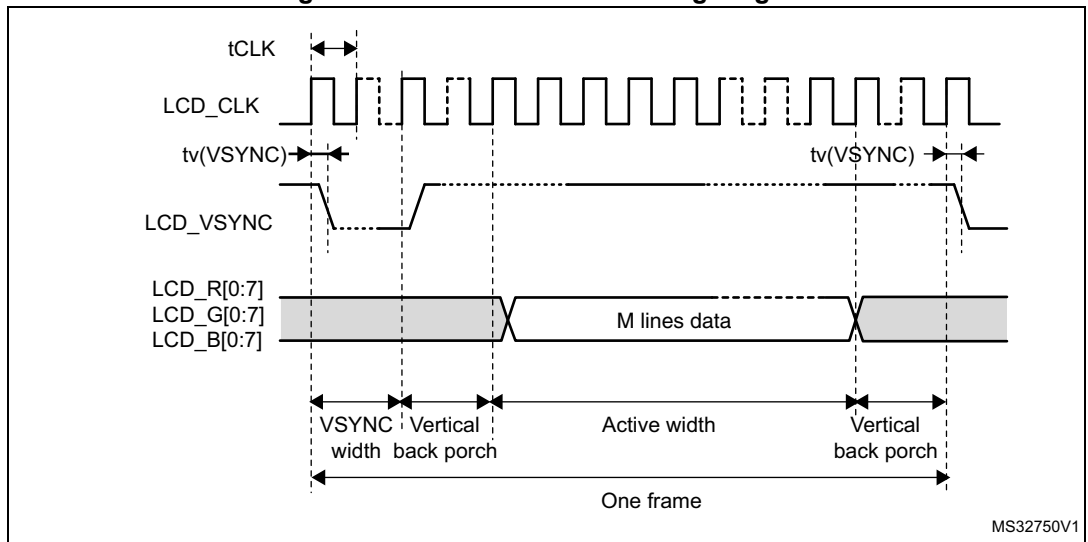 tCLK
LCD_CLK
tv(VSYNC)
tv(VSYNC)
LCD_VSYNC
LCD_R[0:7]
LCD_G[0:7]
LCD_B[0:7]
M lines data
VSYNC width
Vertical back porch
Active width
Vertical back porch
One frame
MS32750V1